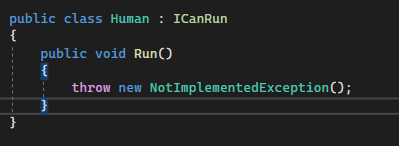 public class Human : ICanRun
{
    public void Run()
    {
        throw new NotImplementedException();
    }
}